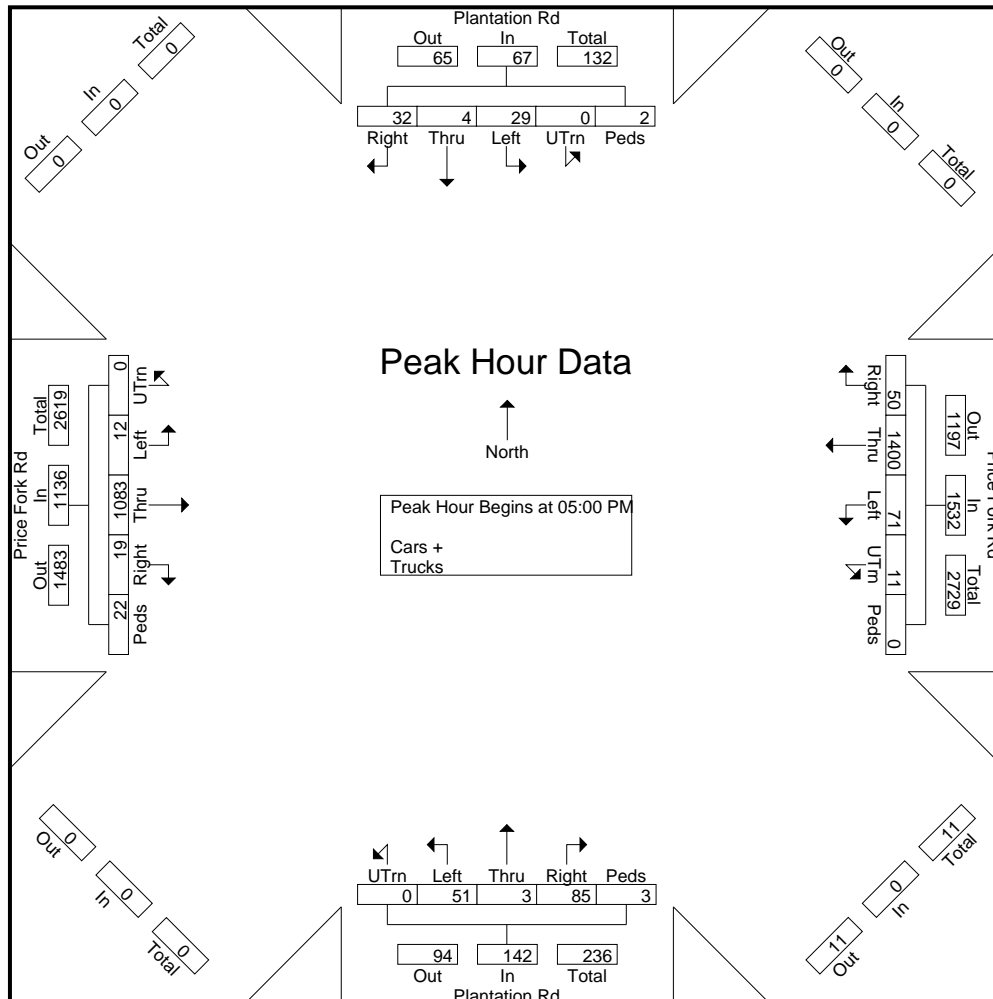 Plantation Rd
Out In Total
65 67 132
32 4 29 0 2
Right Thru Left UTrn Peds
Out In Total
0 0 0
Out In Total
0 0 0
Price Fork Rd
Total In Out
2619 1136 1483
0 12 1083 19 22
UTrn Left Thru Right Peds
Peak Hour Data
North
Peak Hour Begins at 05:00 PM
Cars +
Trucks
Right Thru Left UTrn Peds
50 1400 71 11 0
Out In Total
1197 1532 2729
Price Fork Rd
Out In Total
0 0 0
Total In Out
11 0 11
UTrn Left Thru Right Peds
0 51 3 85 3
94 142 236
Out In Total
Plantation Rd